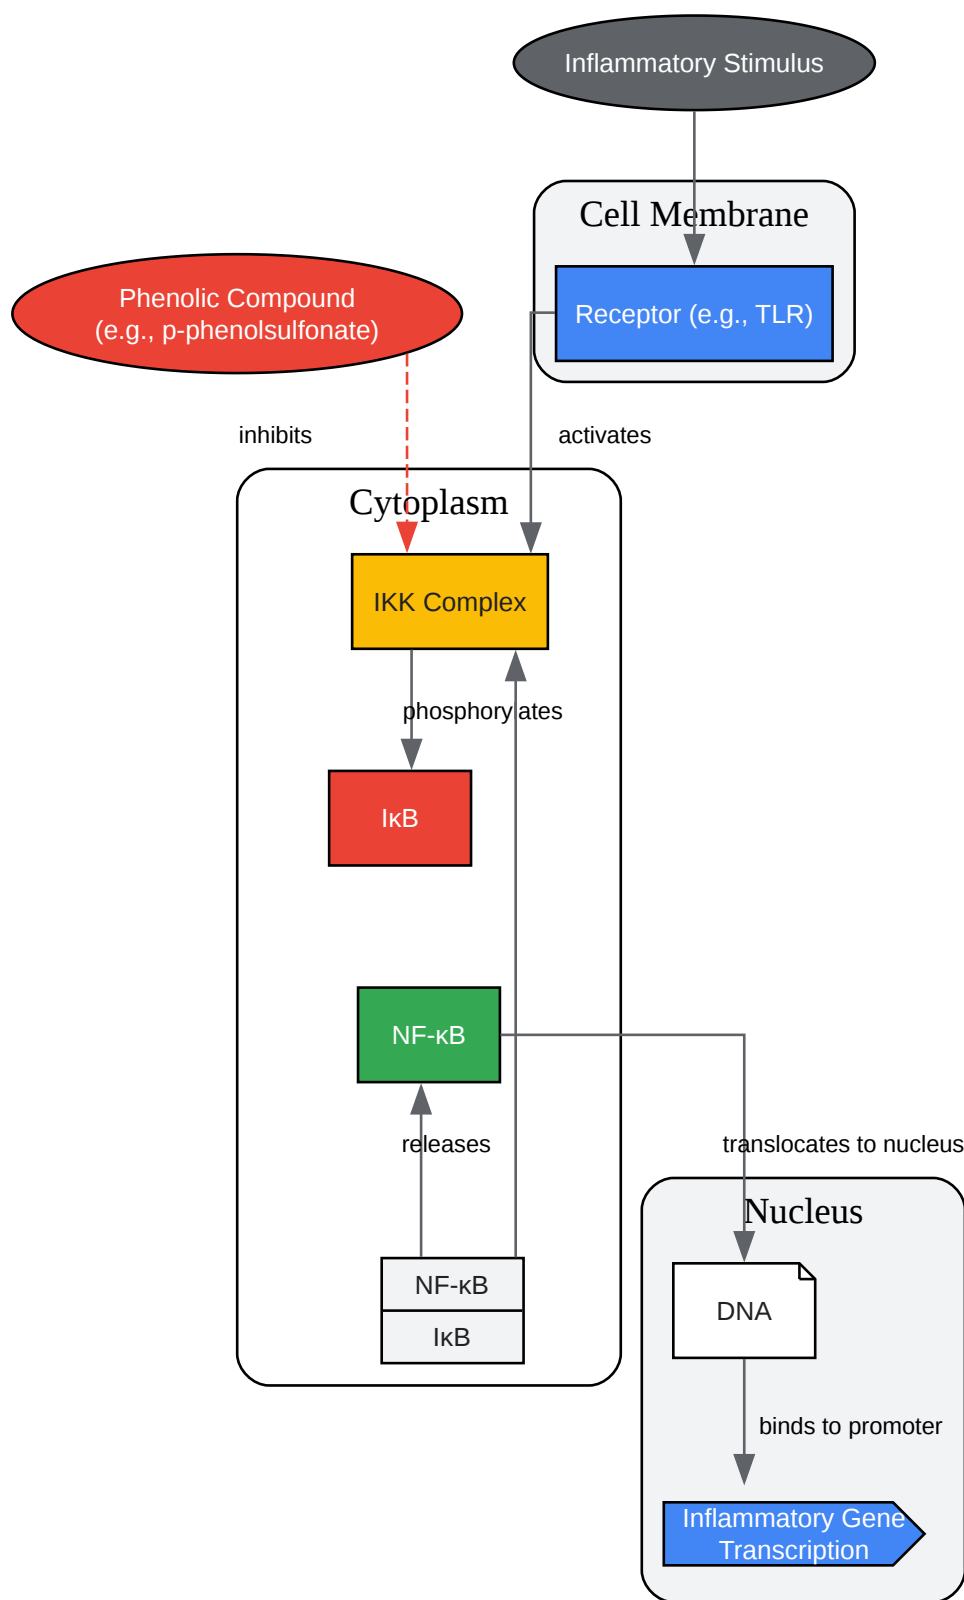 Inflammatory Stimulus
Cell Membrane
Receptor (e.g., TLR)
Phenolic Compound
(e.g., p-phenolsulfonate)
inhibits
activates
Cytoplasm
IKK Complex
phosphorylates
IκB
NF-κB
releases
translocates to nucleus
NF-κB
IκB
Nucleus
DNA
binds to promoter
Inflammatory Gene
Transcription